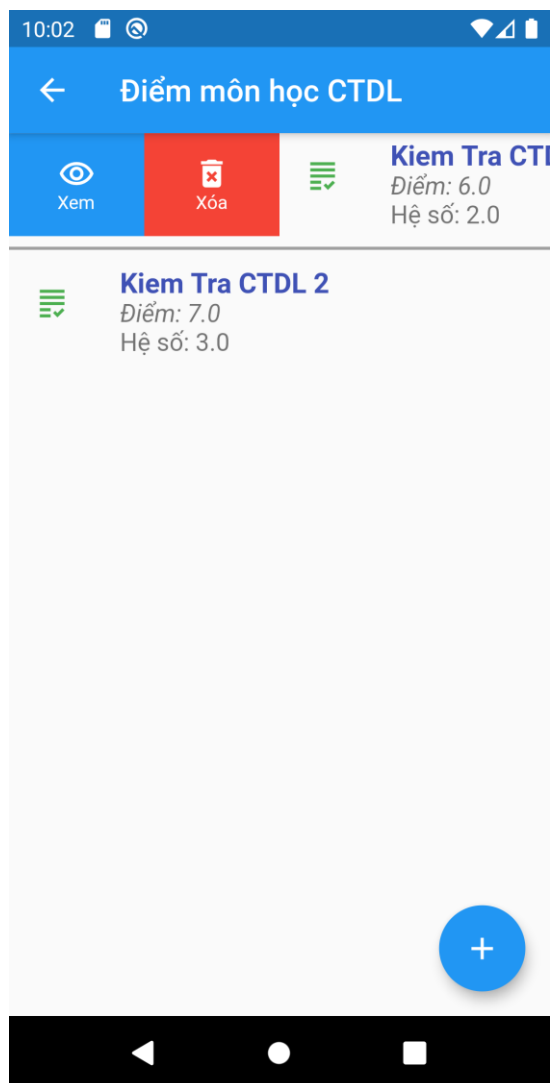 10:02
Điểm môn học CTDL
Xem
Xóa
Kiem Tra
Điểm: 6.0
Hệ số: 2.0
Kiem Tra CTDL 2
Điểm: 7.0
Hệ số: 3.0